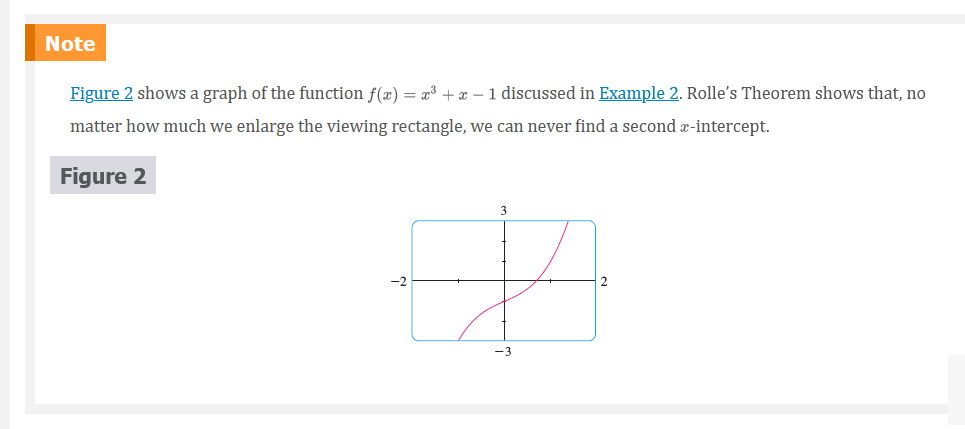 Note
Figure 2 shows a graph of the function f(x) = x³ + x − 1 discussed in Example 2. Rolle’s Theorem shows that, no
matter how much we enlarge the viewing rectangle, we can never find a second x-intercept.
Figure 2
3
−2
2
−3